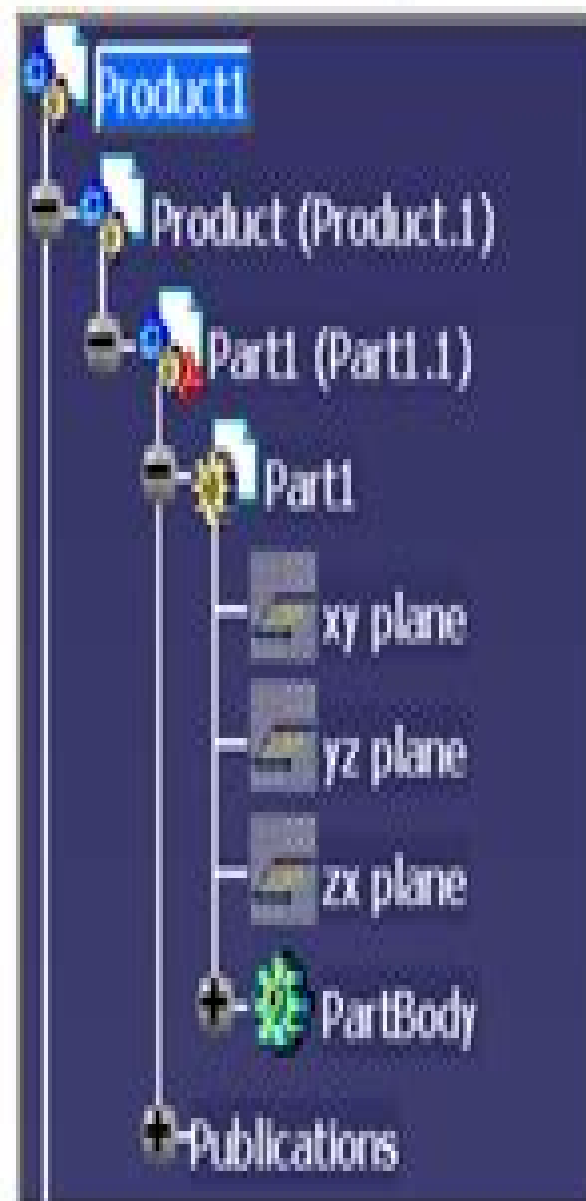 Product1
Product (Product.1)
Part1 (Part1.1)
Part1
xy plane
yz plane
zx plane
PartBody
Publications